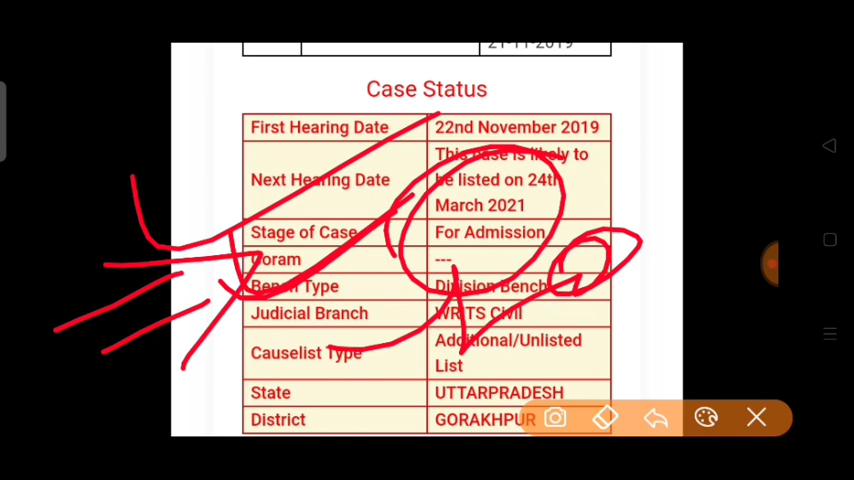 21-11-2019
Case Status
First Hearing Date 22nd November 2019
Next Hearing Date This case is likely to
be listed on 24th
March 2021
Stage of Case For Admission
Coram ---
Bench Type Division Bench
Judicial Branch WRITS Civil
Causelist Type Additional/Unlisted
List
State UTTARPRADESH
District GORAKHPUR